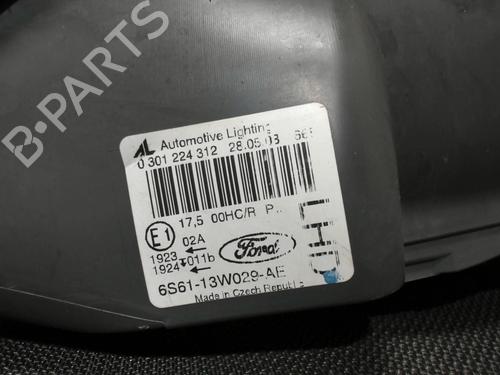 B-PARTS
AL Automotive Lighting
0 301 224 312 28.05.08
E1
17,5 00HC/R
02A
1923
1924 011b
Ford
6S61-13W029-AE
Made in Czech Republic
LHD